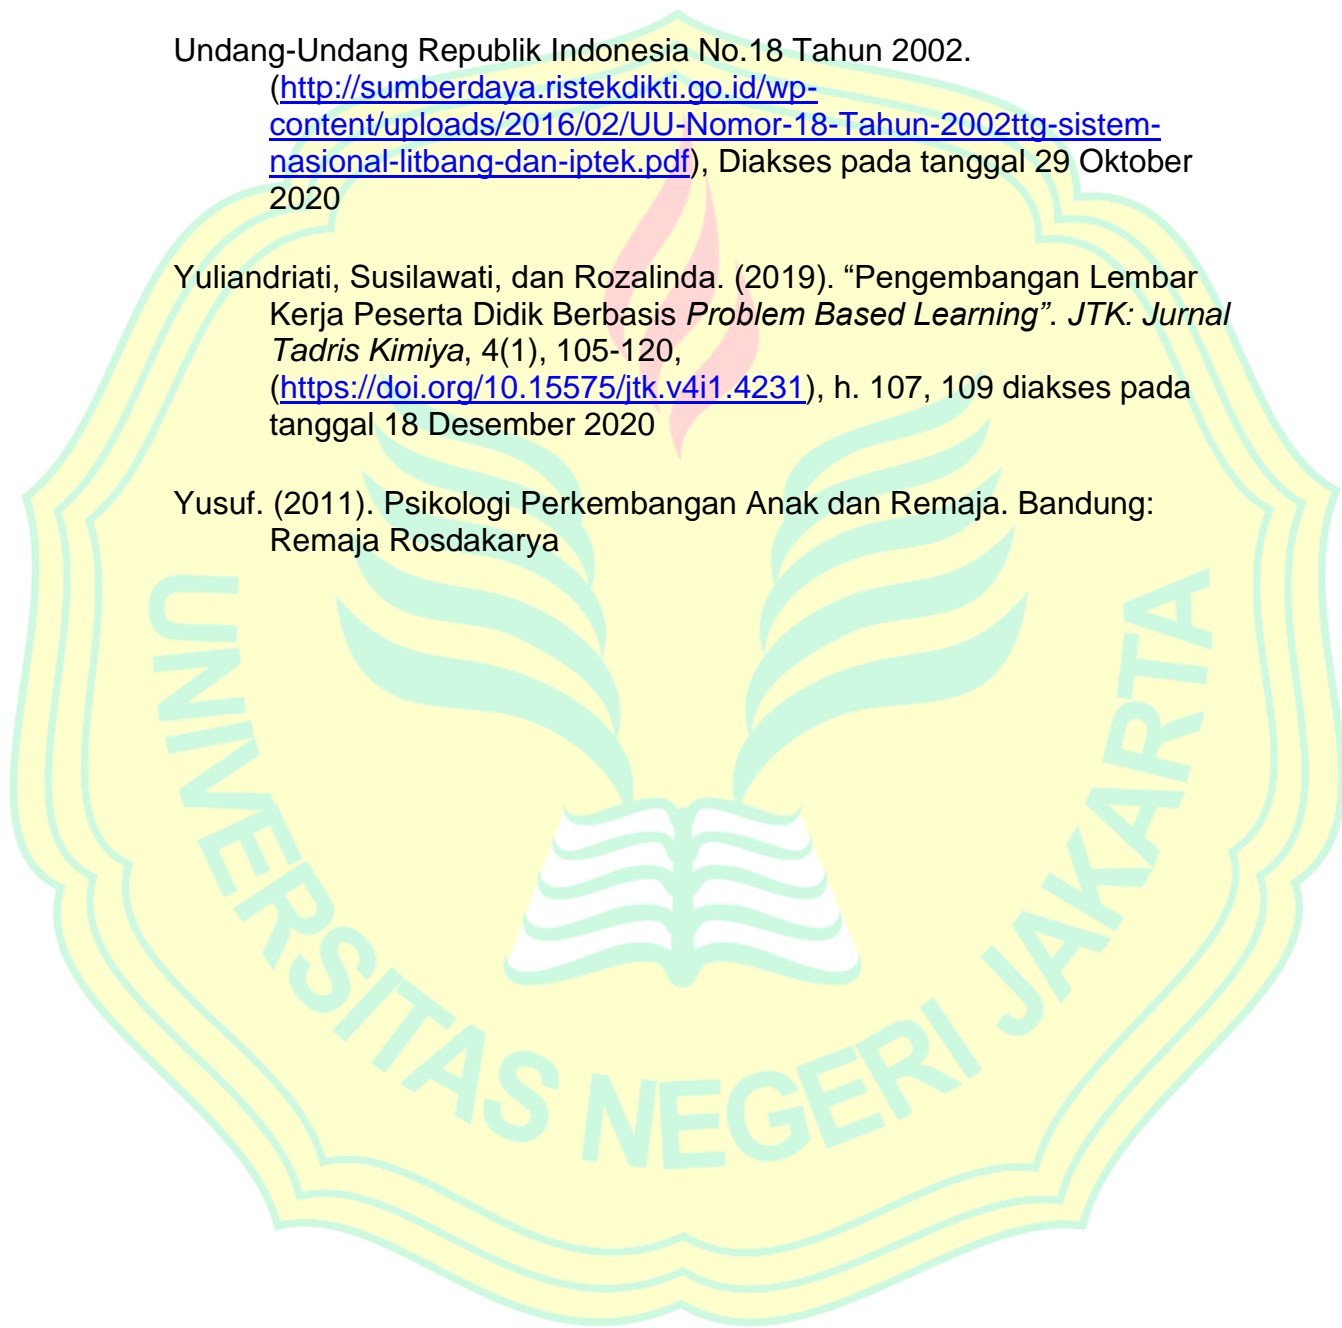 Undang-Undang Republik Indonesia No.18 Tahun 2002.
(http://sumberdaya.ristekdikti.go.id/wp-
content/uploads/2016/02/UU-Nomor-18-Tahun-2002ttg-sistem-
nasional-litbang-dan-iptek.pdf), Diakses pada tanggal 29 Oktober
2020
Yuliandriati, Susilawati, dan Rozalinda. (2019). “Pengembangan Lembar
Kerja Peserta Didik Berbasis Problem Based Learning”. JTK: Jurnal
Tadris Kimiya, 4(1), 105-120,
(https://doi.org/10.15575/jtk.v4i1.4231), h. 107, 109 diakses pada
tanggal 18 Desember 2020
Yusuf. (2011). Psikologi Perkembangan Anak dan Remaja. Bandung:
Remaja Rosdakarya
UNIVERSITAS NEGERI JAKARTA